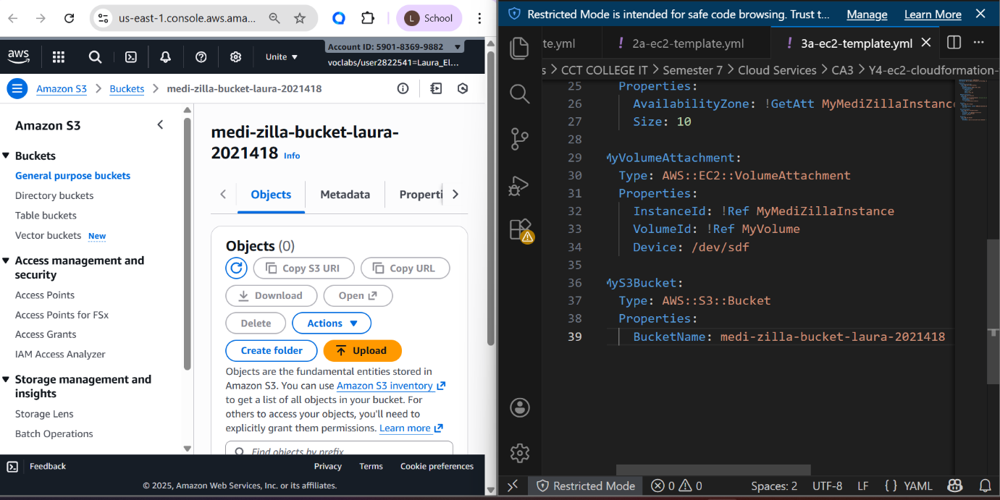 us-east-1.console.aws.ama...
L School
aws
Unite
Account ID: 5901-8369-9882
voclabs/user2822541=Laura_El...
Amazon S3 > Buckets > medi-zilla-bucket-laura-2021418
Amazon S3
Buckets
General purpose buckets
Directory buckets
Table buckets
Vector buckets New
Access management and
security
Access Points
Access Points for FSx
Access Grants
IAM Access Analyzer
Storage management and
insights
Storage Lens
Batch Operations
medi-zilla-bucket-laura-
2021418 Info
Objects Metadata Properti
Objects (0)
Copy S3 URI Copy URL
Download Open
Delete Actions
Create folder Upload
Objects are the fundamental entities stored in
Amazon S3. You can use Amazon S3 inventory
to get a list of all objects in your bucket. For
others to access your objects, you'll need to
explicitly grant them permissions. Learn more
Find objects by prefix
Feedback Privacy Terms Cookie preferences
© 2025, Amazon Web Services, Inc. or its affiliates.
Restricted Mode is intended for safe code browsing. Trust t... Manage Learn More
te.yml ! 2a-ec2-template.yml ! 3a-ec2-template.yml
s > CCT COLLEGE IT > Semester 7 > Cloud Services > CA3 > Y4-ec2-cloudformation-
25 Properties:
26 AvailabilityZone: !GetAtt MyMediZillaInstanc
27 Size: 10
28
29 MyVolumeAttachment:
30 Type: AWS::EC2::VolumeAttachment
31 Properties:
32 InstanceId: !Ref MyMediZillaInstance
33 VolumeId: !Ref MyVolume
34 Device: /dev/sdf
35
36 MyS3Bucket:
37 Type: AWS::S3::Bucket
38 Properties:
39 BucketName: medi-zilla-bucket-laura-2021418
Restricted Mode 0 0 Spaces: 2 UTF-8 LF {} YAML